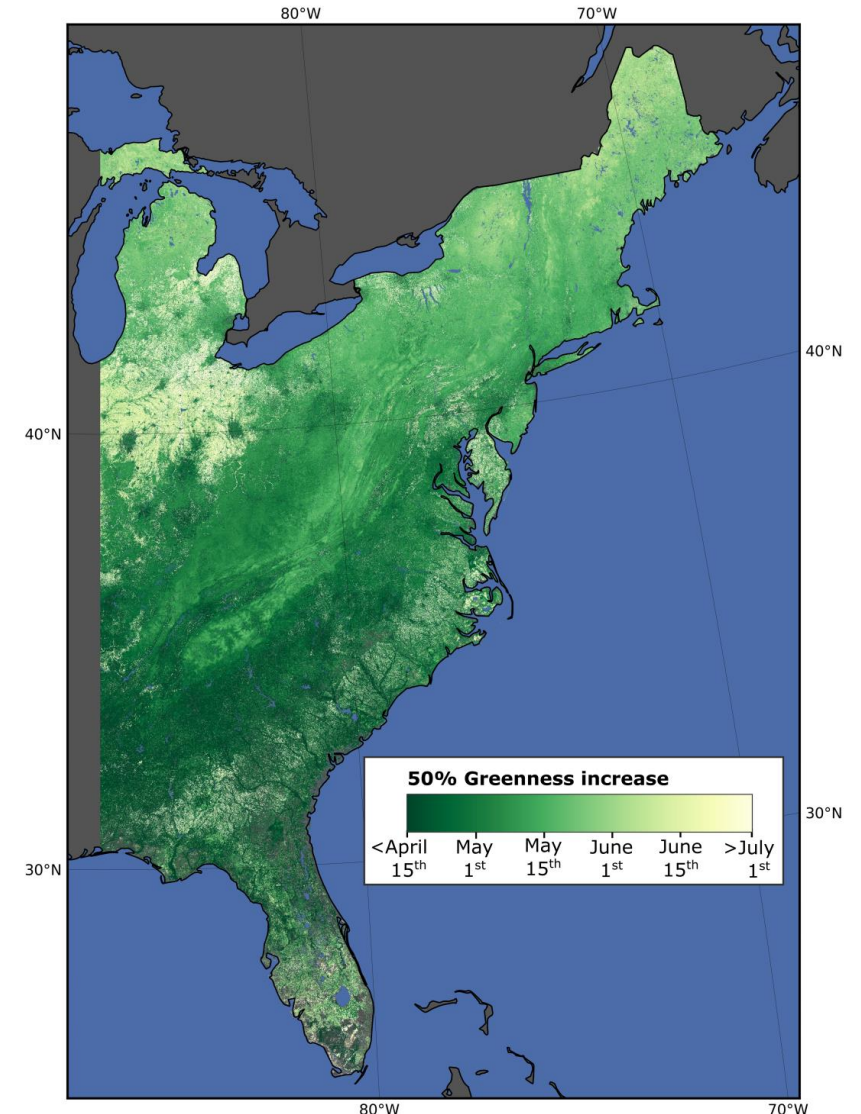 80°W 70°W
40°N
40°N
50% Greenness increase
<April May May June June >July
15th 1st 15th 1st 15th 1st
30°N
30°N
80°W 70°W